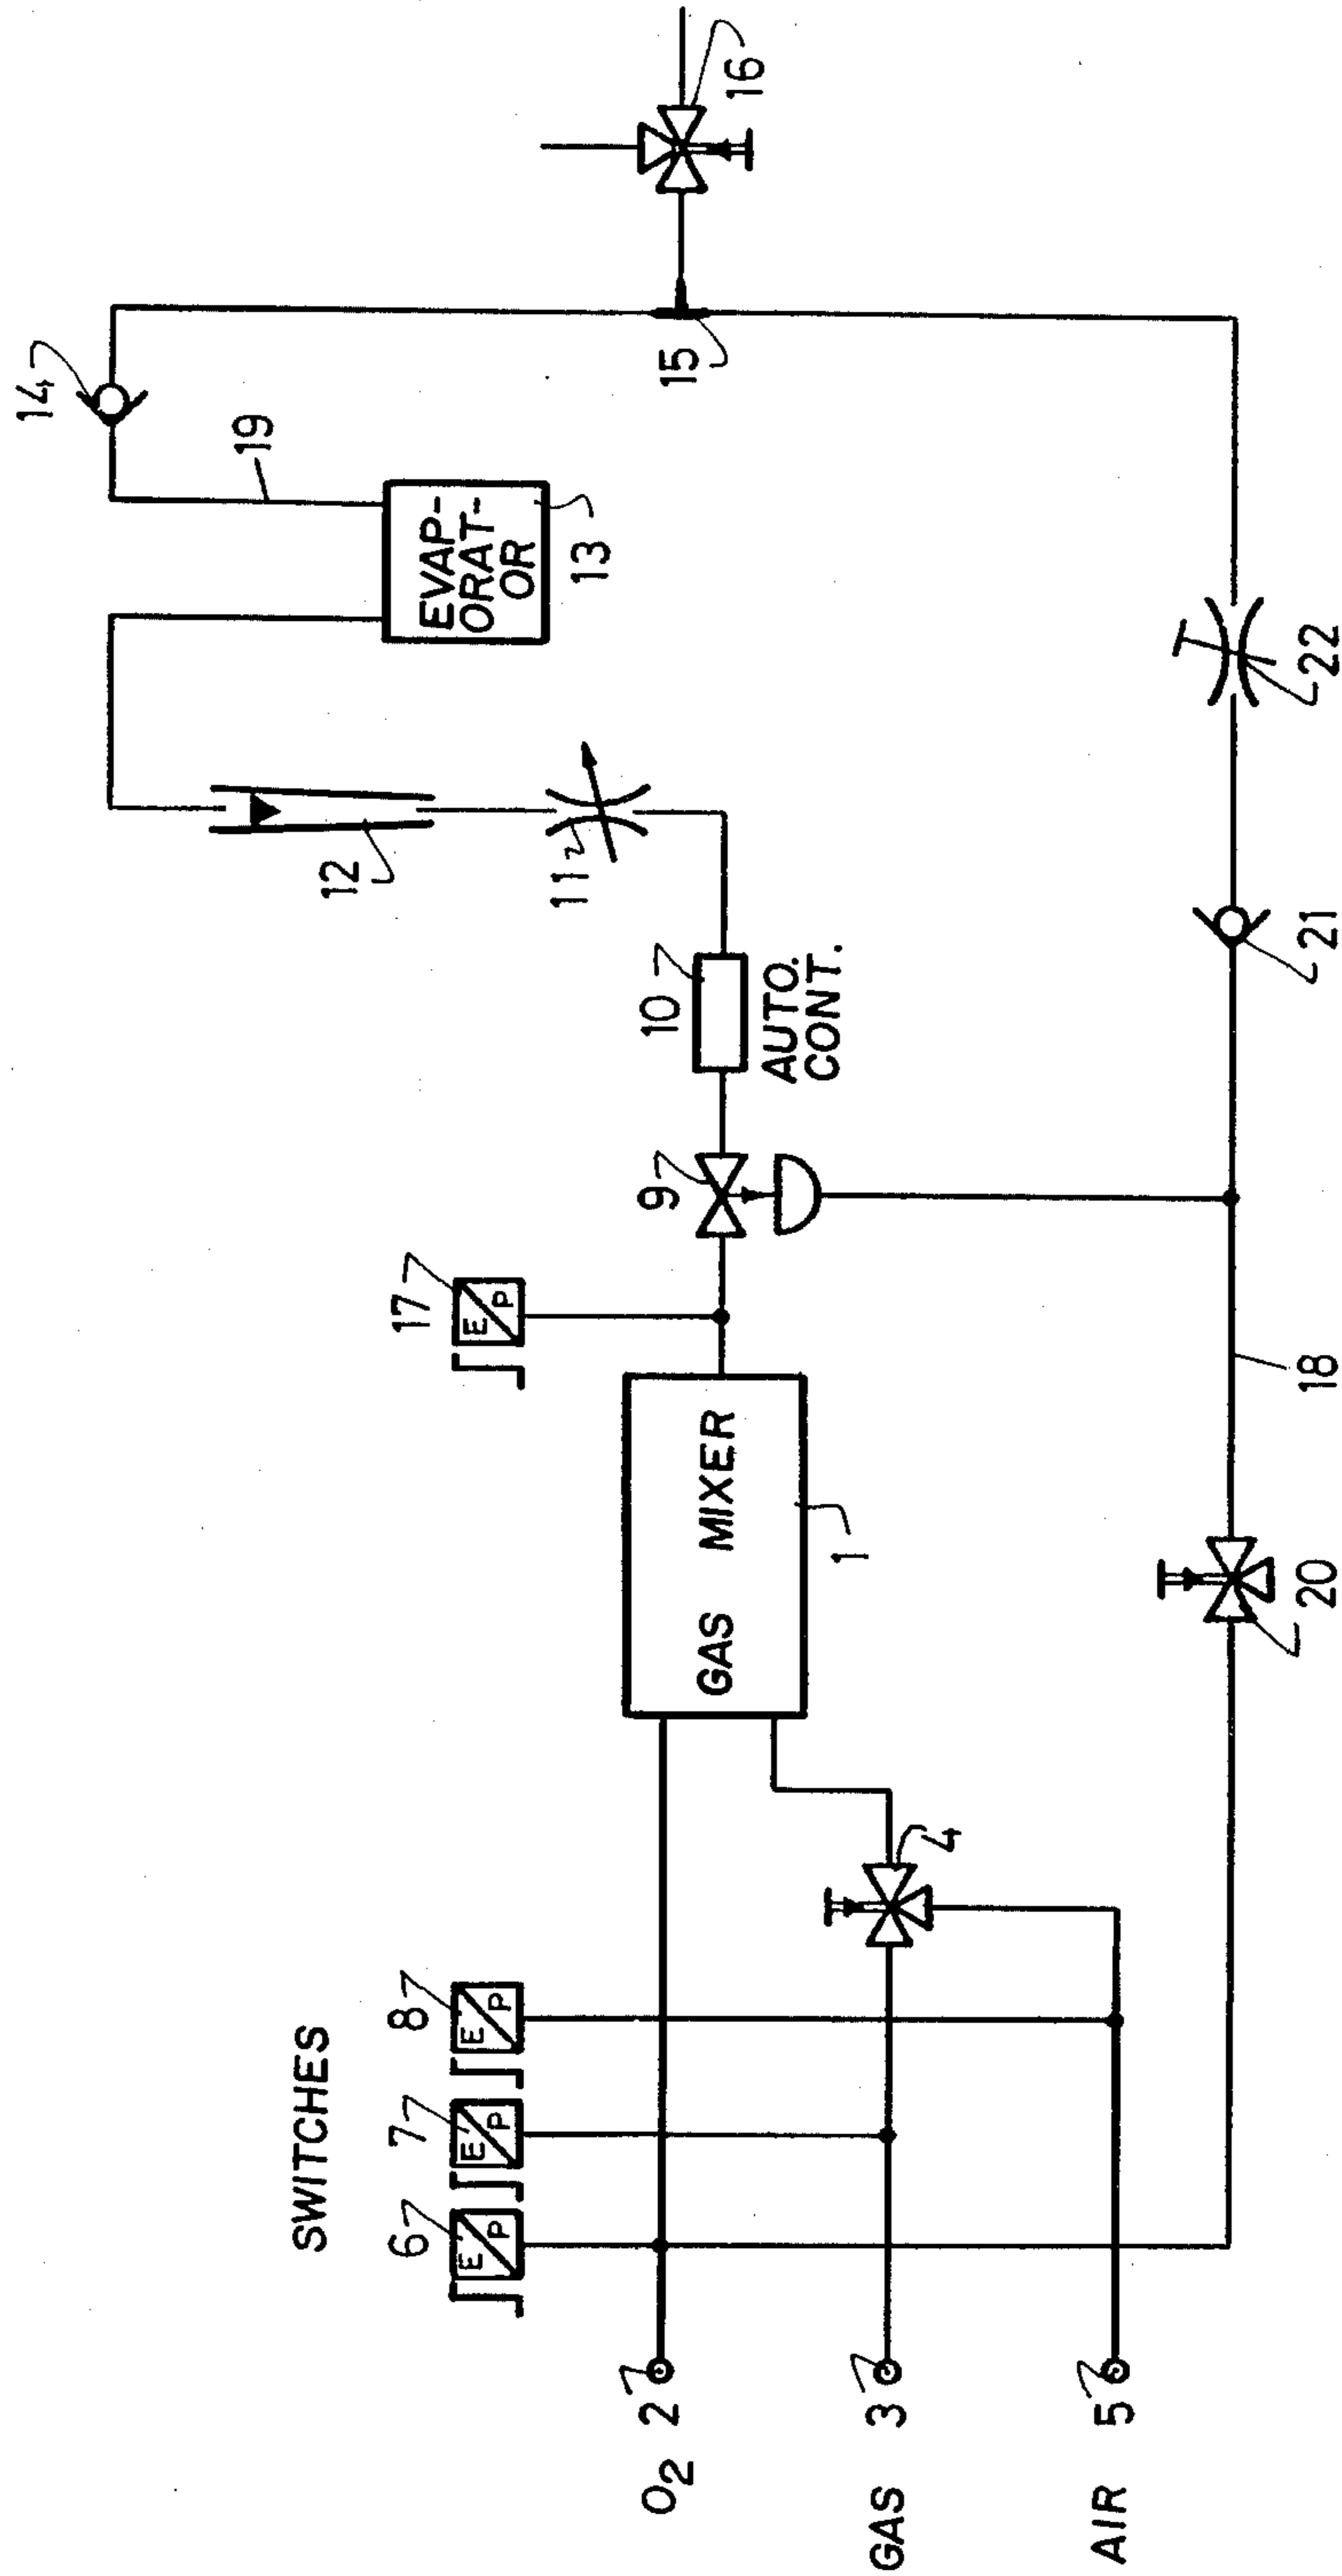 SWITCHES
6
E
P
7
E
P
8
E
P
17
E
P
O2 2
GAS 3
AIR 5
4
GAS MIXER
1
9
10
AUTO.
CONT.
11
12
EVAP-
ORAT-
OR
13
19
14
15
16
20
18
21
22